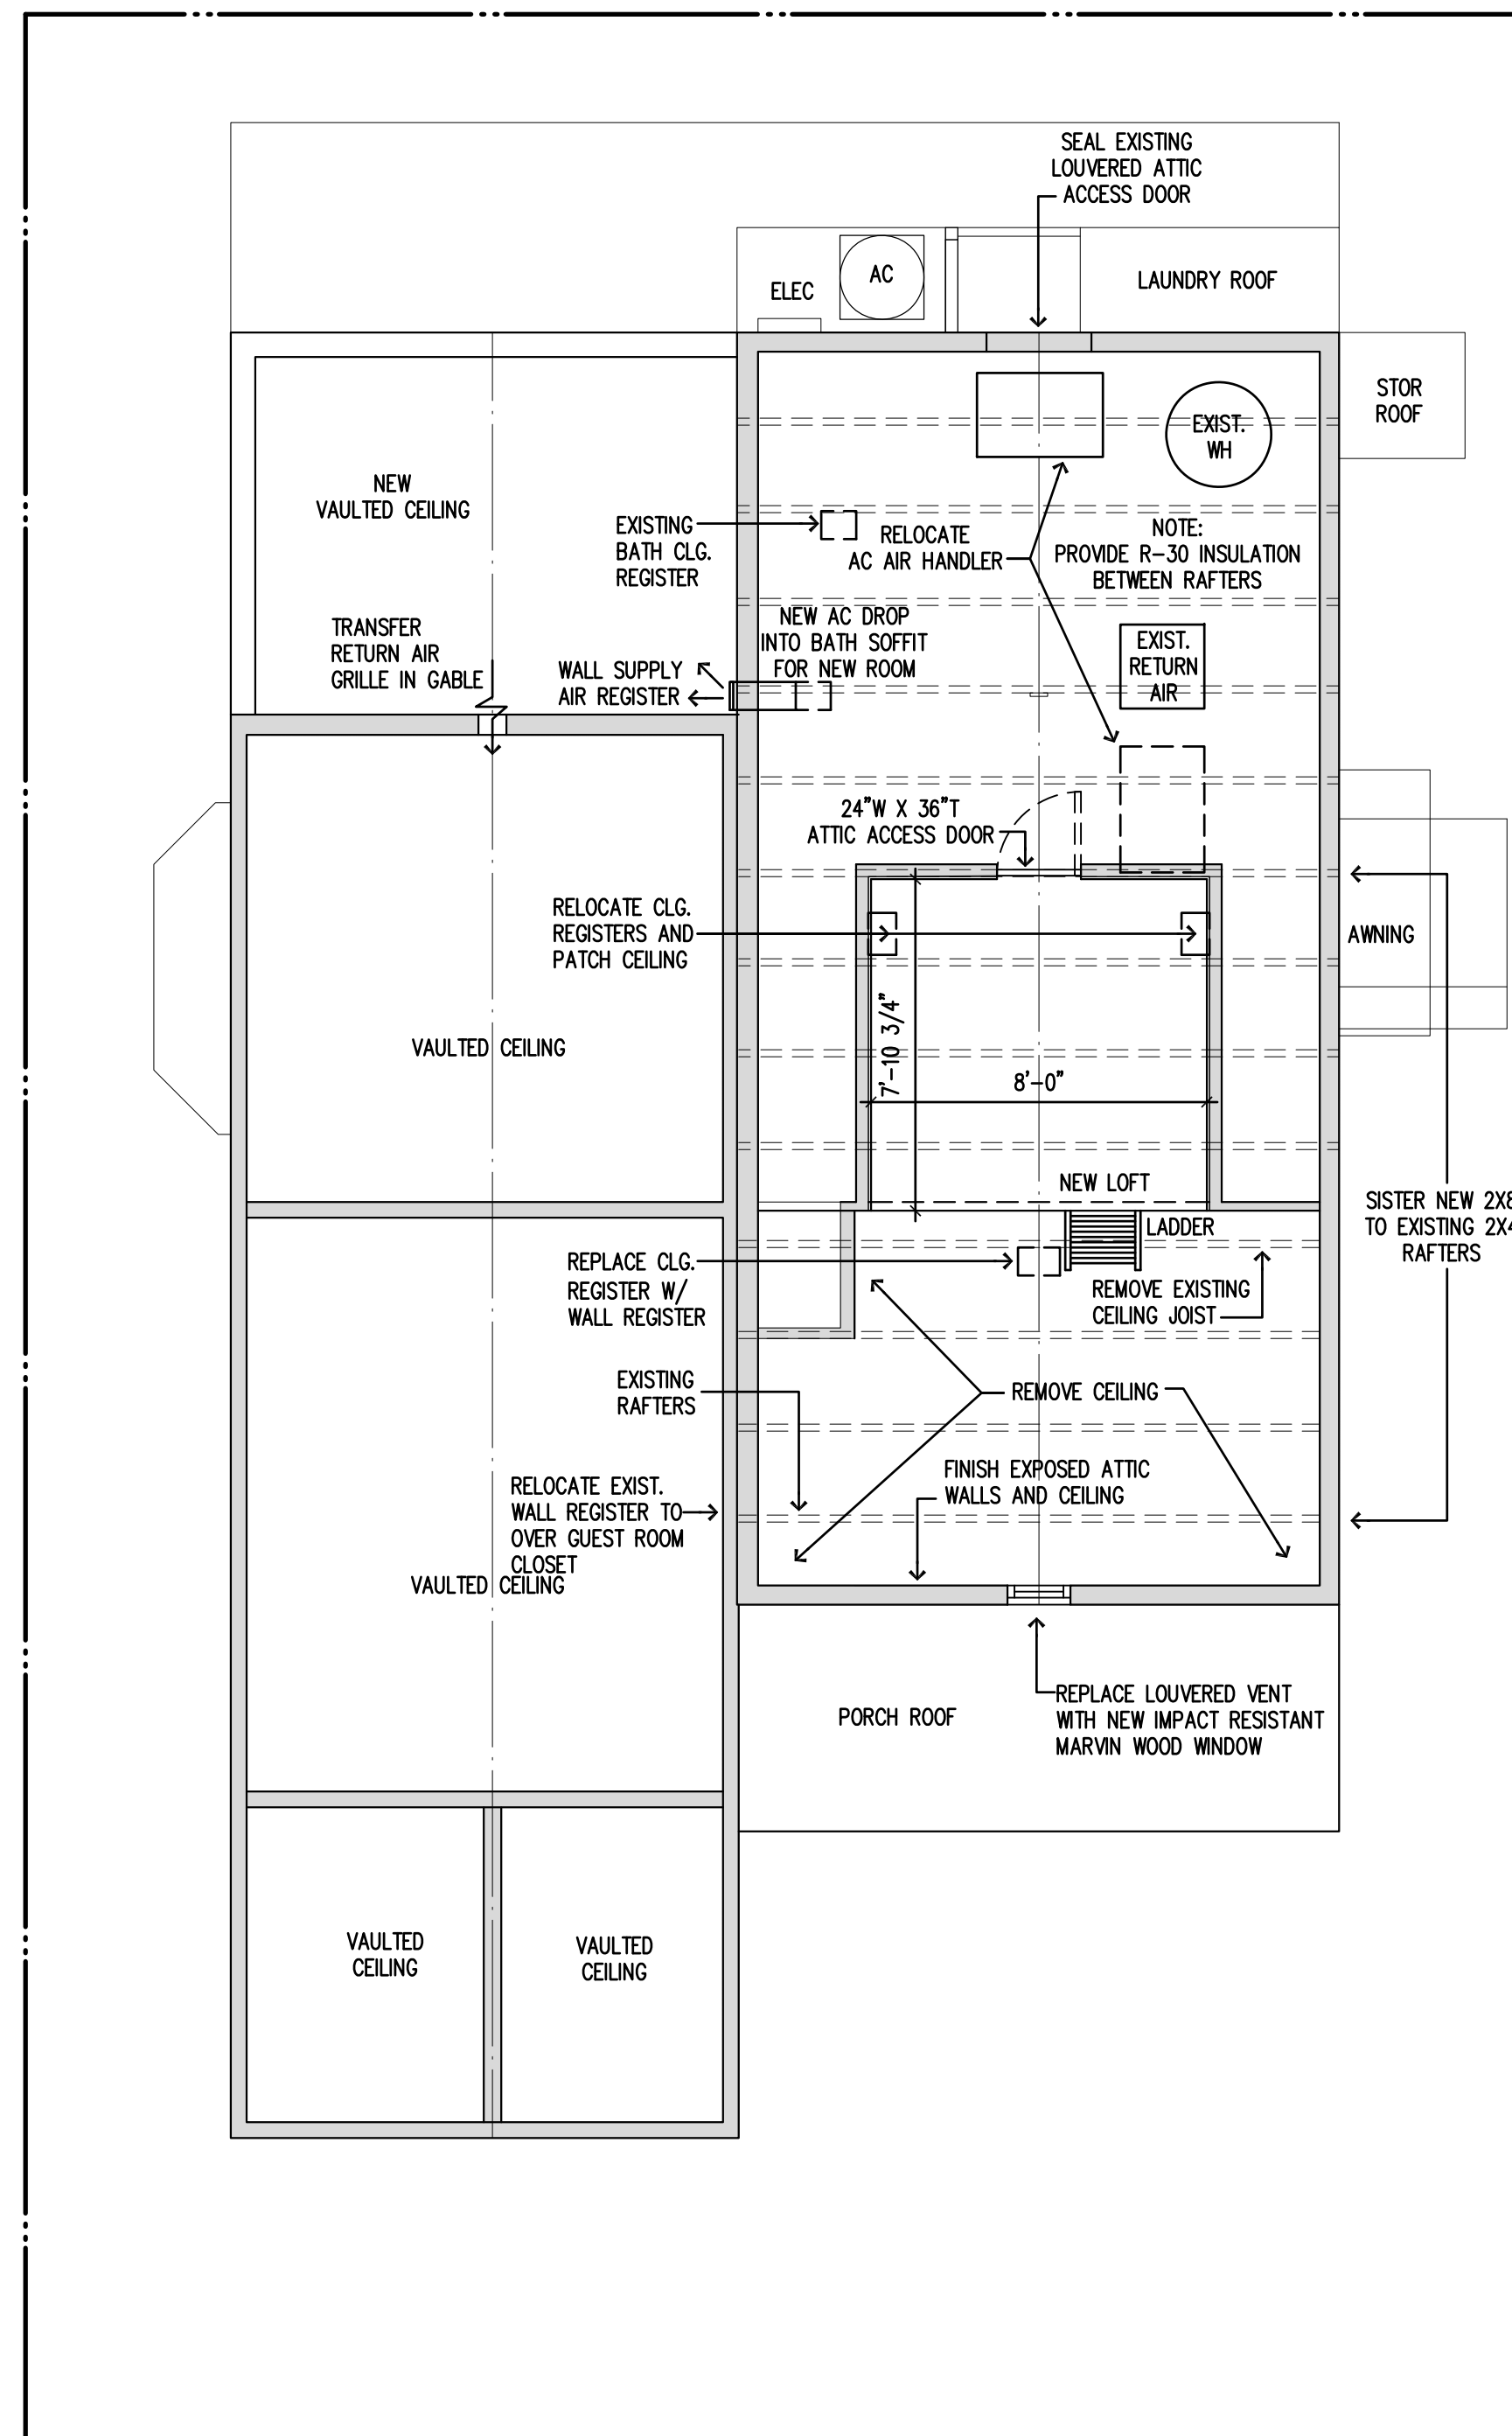 SEAL EXISTING
LOUVERED ATTIC
ACCESS DOOR
ELEC
AC
LAUNDRY ROOF
STOR
ROOF
EXIST.
WH
NEW
VAULTED CEILING
EXISTING
BATH CLG.
REGISTER
RELOCATE
AC AIR HANDLER
NOTE:
PROVIDE R-30 INSULATION
BETWEEN RAFTERS
TRANSFER
RETURN AIR
GRILLE IN GABLE
WALL SUPPLY
AIR REGISTER
NEW AC DROP
INTO BATH SOFFIT
FOR NEW ROOM
EXIST.
RETURN
AIR
24"W X 36"T
ATTIC ACCESS DOOR
RELOCATE CLG.
REGISTERS AND
PATCH CEILING
AWNING
VAULTED CEILING
7'-10 3/4"
8'-0"
NEW LOFT
LADDER
SISTER NEW 2X8
TO EXISTING 2X4
RAFTERS
REPLACE CLG.
REGISTER W/
WALL REGISTER
REMOVE EXISTING
CEILING JOIST
EXISTING
RAFTERS
REMOVE CEILING
FINISH EXPOSED ATTIC
WALLS AND CEILING
RELOCATE EXIST.
WALL REGISTER TO
OVER GUEST ROOM
CLOSET
VAULTED CEILING
PORCH ROOF
REPLACE LOUVERED VENT
WITH NEW IMPACT RESISTANT
MARVIN WOOD WINDOW
VAULTED
CEILING
VAULTED
CEILING